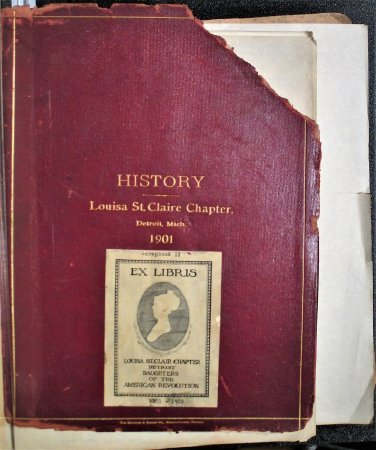 HISTORY
Louisa St. Claire Chapter,
Detroit, Mich.
1901
Scrapbook II
EX LIBRIS
LOUISA ST. CLAIR CHAPTER
DETROIT
DAUGHTERS
OF THE
AMERICAN REVOLUTION